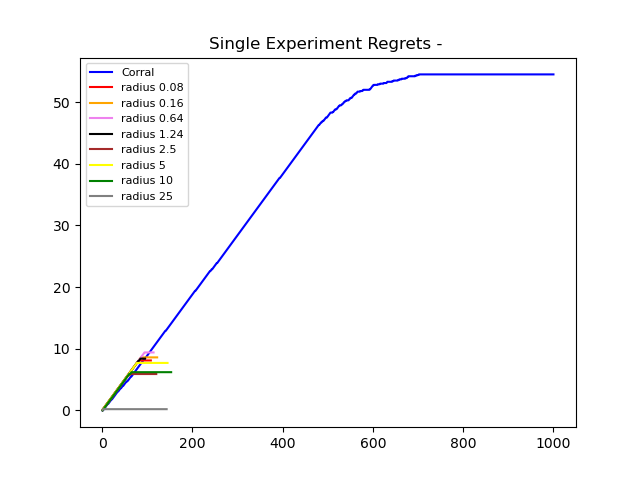 Single Experiment Regrets -
Corral
radius 0.08
radius 0.16
radius 0.64
radius 1.24
radius 2.5
radius 5
radius 10
radius 25
50
40
30
20
10
0
0 200 400 600 800 1000